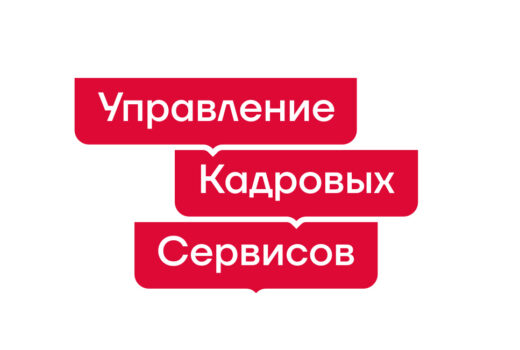 Управление
Кадровых
Сервисов